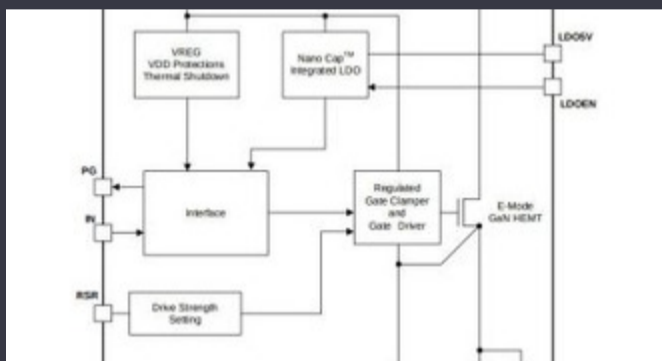 LDO5V
VREG
VDD Protections
Thermal Shutdown
Nano Cap™
Integrated LDO
LDOEN
PG
Interface
Regulated
Gate Clamper
and
Gate Driver
E-Mode
GaN HEMT
IN
RSR
Drive Strength
Setting